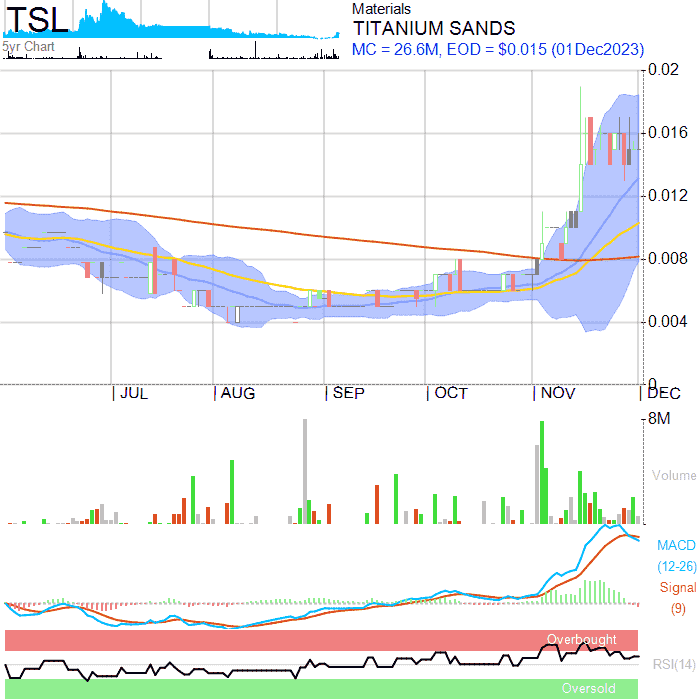 TSL
5yr Chart
Materials
TITANIUM SANDS
MC = 26.6M, EOD = $0.015 (01Dec2023)
0.02
0.016
0.012
0.008
0.004
0
JUL AUG SEP OCT NOV DEC
8M
Volume
MACD
(12-26)
Signal
(9)
Overbought
RSI(14)
Oversold